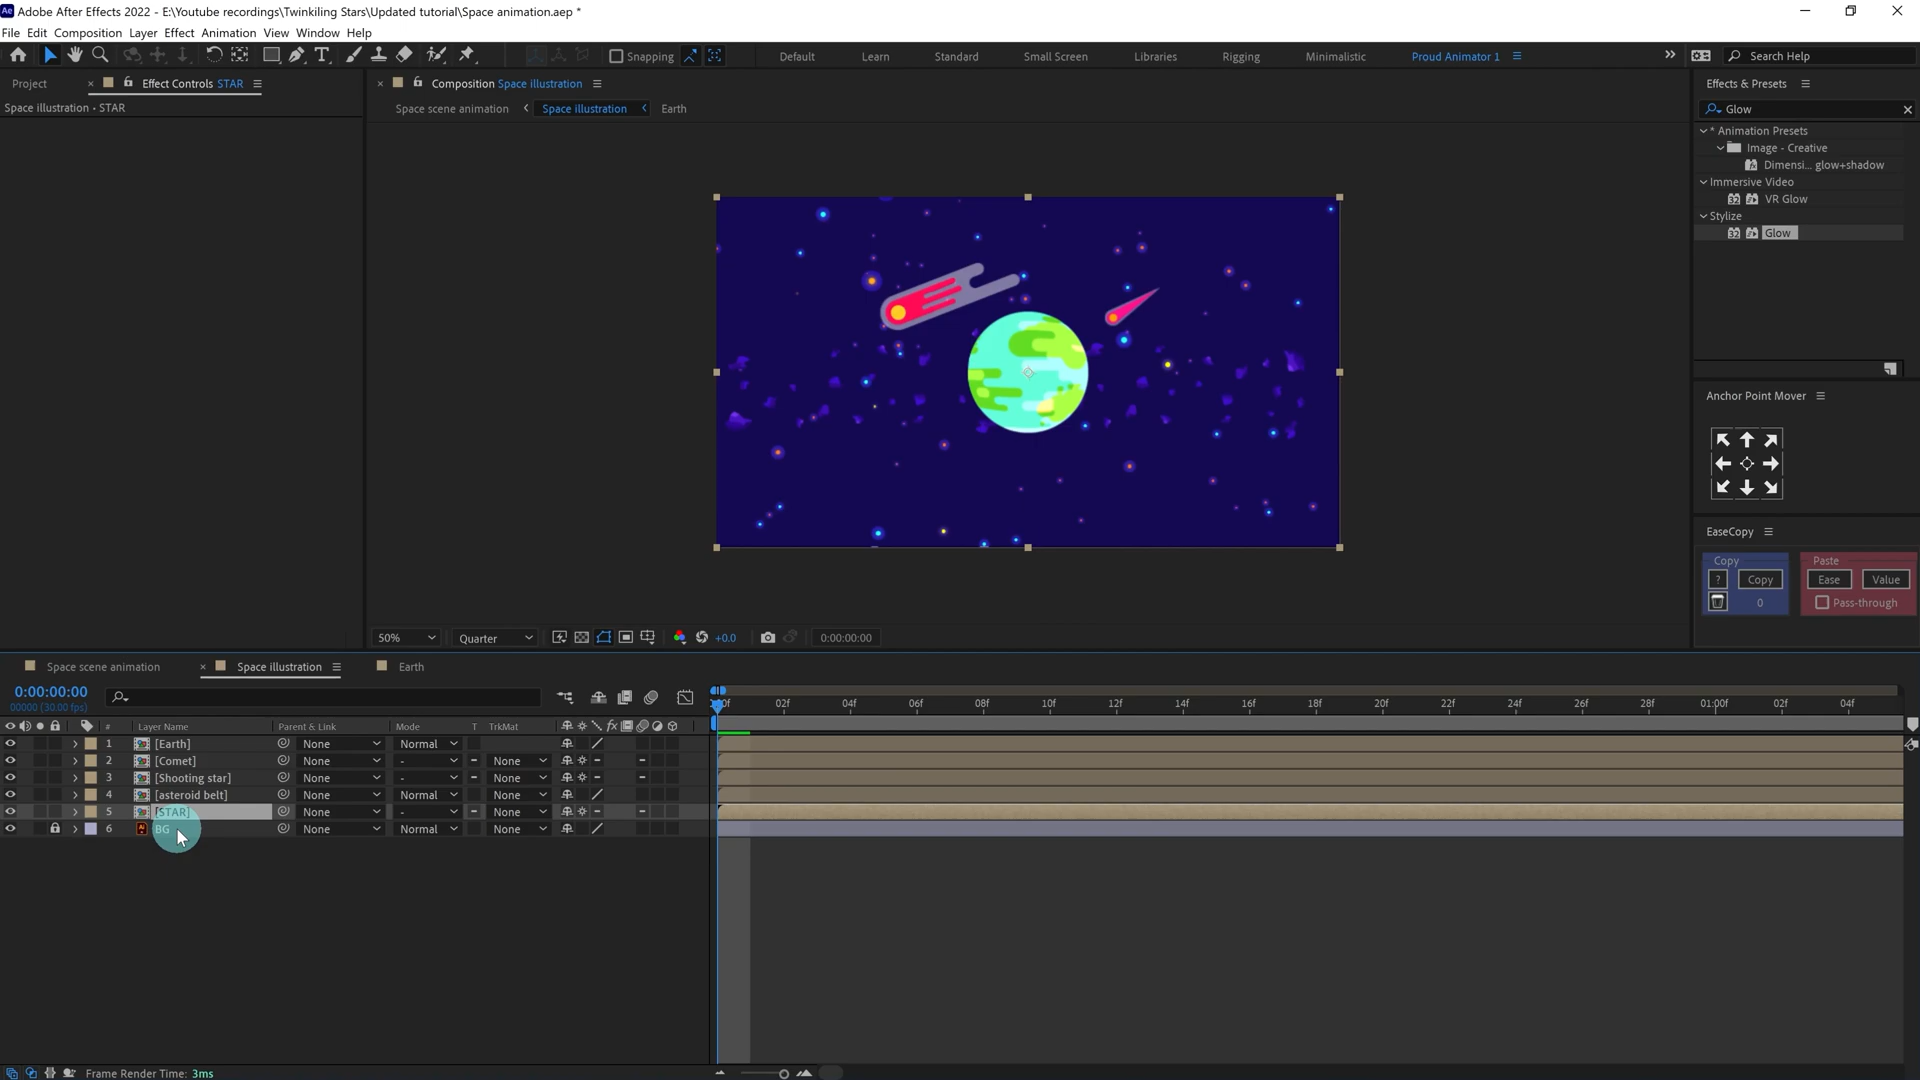 Adobe After Effects 2022 - E:\Youtube recordings\Twinkiling Stars\Updated tutorial\Space animation.aep *
File Edit Composition Layer Effect Animation View Window Help
Snapping Default Learn Standard Small Screen Libraries Rigging Minimalistic Proud Animator 1 Search Help
Project Effect Controls STAR Composition Space illustration Effects & Presets
Space illustration • STAR Space scene animation Space illustration Earth Glow
* Animation Presets
Image - Creative
Dimensi... glow+shadow
Immersive Video
32 VR Glow
Stylize
32 Glow
Anchor Point Mover
EaseCopy
Copy Paste
? Copy Ease Value
0 Pass-through
50% Quarter +0.0 0:00:00:00
Space scene animation Space illustration Earth
0:00:00:00
00000 (30.00 fps)
02f 04f 06f 08f 10f 12f 14f 16f 18f 20f 22f 24f 26f 28f 01:00f 02f 04f
# Layer Name Parent & Link Mode T TrkMat
1 [Earth] None Normal
2 [Comet] None - None
3 [Shooting star] None - None
4 [asteroid belt] None Normal None
5 [STAR] None - None
6 BG None Normal None
Frame Render Time: 3ms